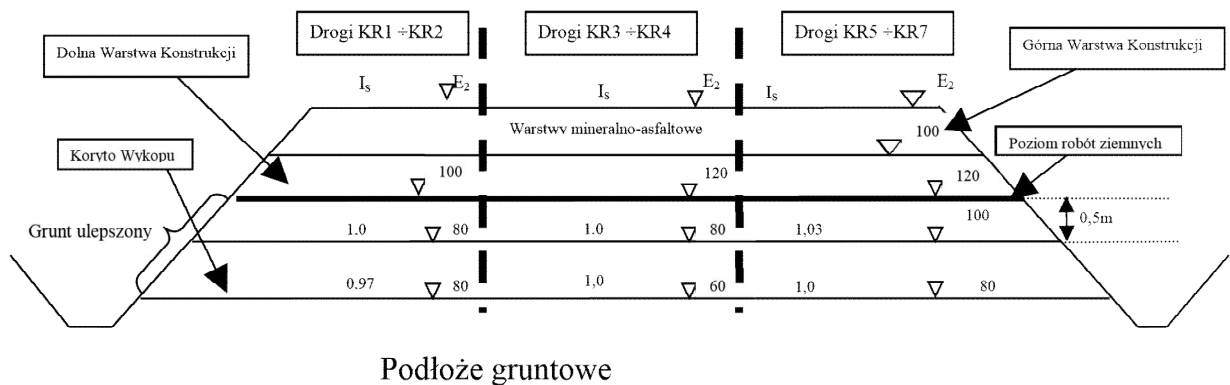 Drogi KR1 ÷KR2
Drogi KR3 ÷KR4
Drogi KR5 ÷KR7
Dolna Warstwa Konstrukcji
Górna Warstwa Konstrukcji
Is E2 Is E2 Is E2
Warstwy mineralno-asfaltowe
100
Koryto Wykopu
Poziom robót ziemnych
100 120 120
100
0,5m
Grunt ulepszony
1.0 80 1.0 80 1,03
0.97 80 1,0 60 1,0 80
Podłoże gruntowe